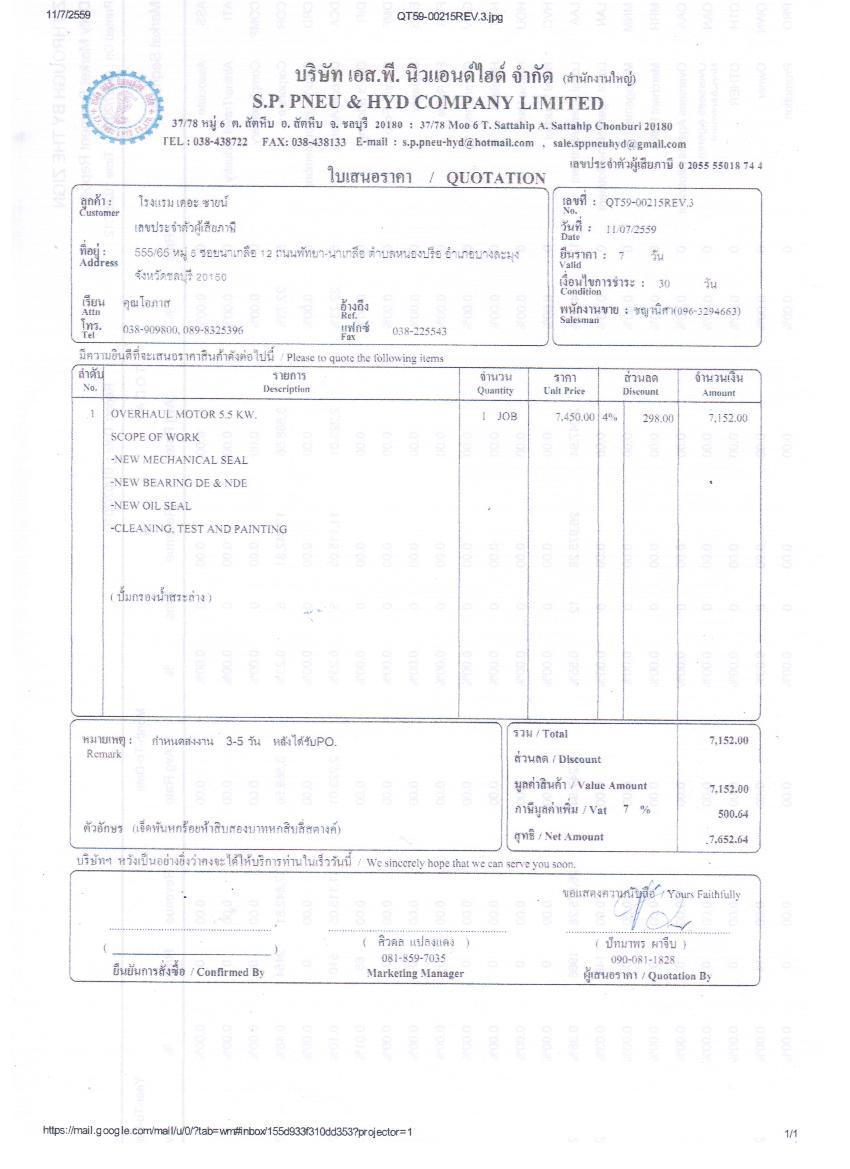 11/7/2559
QT59-00215REV.3.jpg
บริษัท เอส.พี. นิวแอนด์ไฮด์ จำกัด (สำนักงานใหญ่)
S.P. PNEU & HYD COMPANY LIMITED
37/78 หมู่ 6 ต. สัตหีบ อ. สัตหีบ จ. ชลบุรี 20180 : 37/78 Moo 6 T. Sattahip A. Sattahip Chonburi 20180
TEL : 038-438722 FAX: 038-438133 E-mail : s.p.pneu-hyd@hotmail.com , sale.sppneuhyd@gmail.com
เลขประจำตัวผู้เสียภาษี 0 2055 55018 74 4
ใบเสนอราคา / QUOTATION
ลูกค้า : โรงแรม เดอะ ซายน์
Customer
เลขประจำตัวผู้เสียภาษี
ที่อยู่ : 555/65 หมู่ 5 ซอยนาเกลือ 12 ถนนพัทยา-นาเกลือ ตำบลหนองปรือ อำเภอบางละมุง
Address
จังหวัดชลบุรี 20150
เรียน คุณโอภาส อ้างถึง
Attn Ref.
โทร. 038-909800, 089-8325396 แฟกซ์ 038-225543
Tel Fax
เลขที่ : QT59-00215REV.3
No.
วันที่ : 11/07/2559
Date
ยืนราคา : 7 วัน
Valid
เงื่อนไขการชำระ : 30 วัน
Condition
พนักงานขาย : ชญานิศา(096-3294663)
Salesman
มีความยินดีที่จะเสนอราคาสินค้าดังต่อไปนี้ / Please to quote the following items
ลำดับ รายการ จำนวน ราคา ส่วนลด จำนวนเงิน
No. Description Quantity Unit Price Discount Amount
1 OVERHAUL MOTOR 5.5 KW. 1 JOB 7,450.00 4% 298.00 7,152.00
SCOPE OF WORK
-NEW MECHANICAL SEAL
-NEW BEARING DE & NDE
-NEW OIL SEAL
-CLEANING, TEST AND PAINTING
( ปั้มกรองน้ำสระล่าง )
หมายเหตุ : กำหนดส่งงาน 3-5 วัน หลังได้รับPO.
Remark
ตัวอักษร (เจ็ดพันหกร้อยห้าสิบสองบาทหกสิบสี่สตางค์)
รวม / Total 7,152.00
ส่วนลด / Discount
มูลค่าสินค้า / Value Amount 7,152.00
ภาษีมูลค่าเพิ่ม / Vat 7 % 500.64
สุทธิ / Net Amount 7,652.64
บริษัทฯ หวังเป็นอย่างยิ่งว่าคงจะได้ให้บริการท่านในเร็ววันนี้ / We sincerely hope that we can serve you soon.
ขอแสดงความนับถือ / Yours Faithfully
( ) ( ศิวดล แปลงแดง ) ( ปัทมาพร ผาจีบ )
081-859-7035 090-081-1828
ยืนยันการสั่งซื้อ / Confirmed By Marketing Manager ผู้เสนอราคา / Quotation By
https://mail.google.com/mail/u/0/?tab=wm#inbox/155d933f310dd353?projector=1
1/1